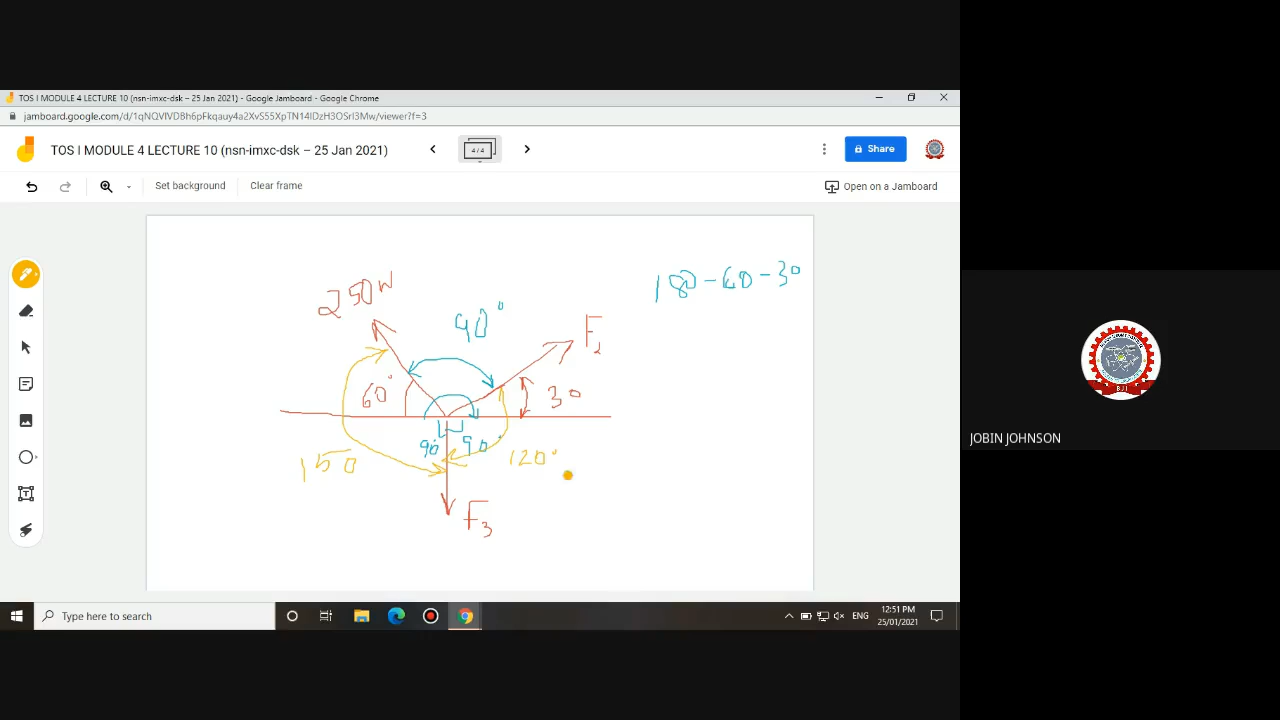 TOS I MODULE 4 LECTURE 10 (nsn-imxc-dsk – 25 Jan 2021) - Google Jamboard - Google Chrome
jamboard.google.com/d/1qNQVIVDBh6pFkqauy4a2XvS55XpTN14lDzH3OSrl3Mw/viewer?f=3
TOS I MODULE 4 LECTURE 10 (nsn-imxc-dsk – 25 Jan 2021)
4 / 4
Share
Set background
Clear frame
Open on a Jamboard
180-60-30
250N
90°
F2
60°
30
90° 90°
150
120°
F3
JOBIN JOHNSON
BJI
Type here to search
ENG
12:51 PM
25/01/2021